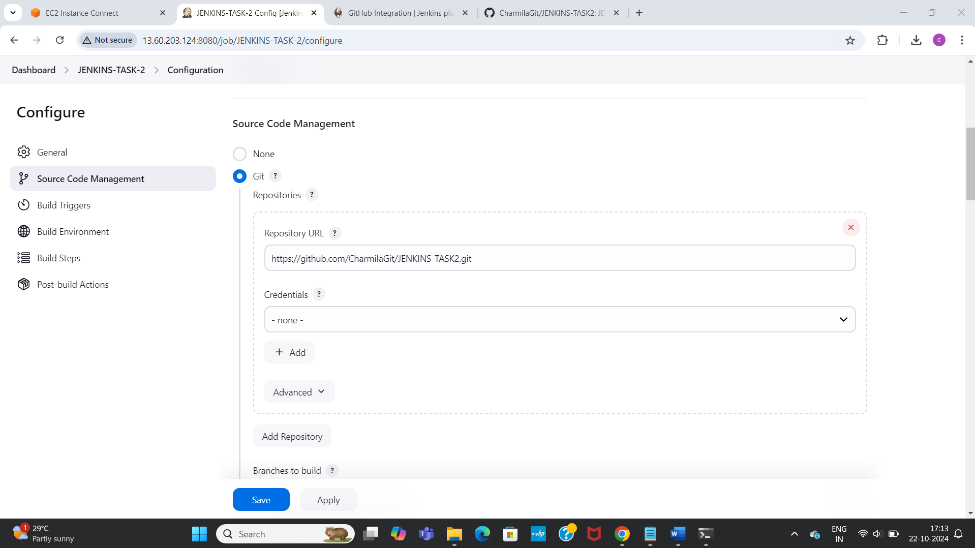 EC2 Instance Connect
JENKINS-TASK-2 Config [Jenkin
GitHub Integration | Jenkins plu
CharmilaGit/JENKINS-TASK2: JE
Not secure
13.60.203.124:8080/job/JENKINS-TASK-2/configure
C
Dashboard > JENKINS-TASK-2 > Configuration
Configure
General
Source Code Management
Build Triggers
Build Environment
Build Steps
Post-build Actions
Source Code Management
None
Git ?
Repositories ?
Repository URL ?
https://github.com/CharmilaGit/JENKINS_TASK2.git
Credentials ?
- none -
+ Add
Advanced
Add Repository
Branches to build ?
Save
Apply
1
29°C
Partly sunny
Search
ENG
IN
17:13
22-10-2024